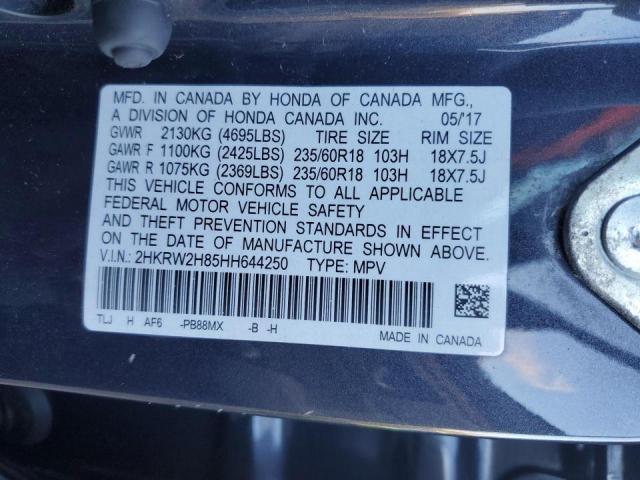 MFD. IN CANADA BY HONDA OF CANADA MFG.,
A DIVISION OF HONDA CANADA INC. 05/'17
GVWR 2130KG (4695LBS) TIRE SIZE RIM SIZE
GAWR F 1100KG (2425LBS) 235/60R18 103H 18X7.5J
GAWR R 1075KG (2369LBS) 235/60R18 103H 18X7.5J
THIS VEHICLE CONFORMS TO ALL APPLICABLE
FEDERAL MOTOR VEHICLE SAFETY
AND THEFT PREVENTION STANDARDS IN EFFECT
ON THE DATE OF MANUFACTURE SHOWN ABOVE.
V.I.N.: 2HKRW2H85HH644250 TYPE: MPV
TLJ H AF6 -PB88MX -B -H
MADE IN CANADA